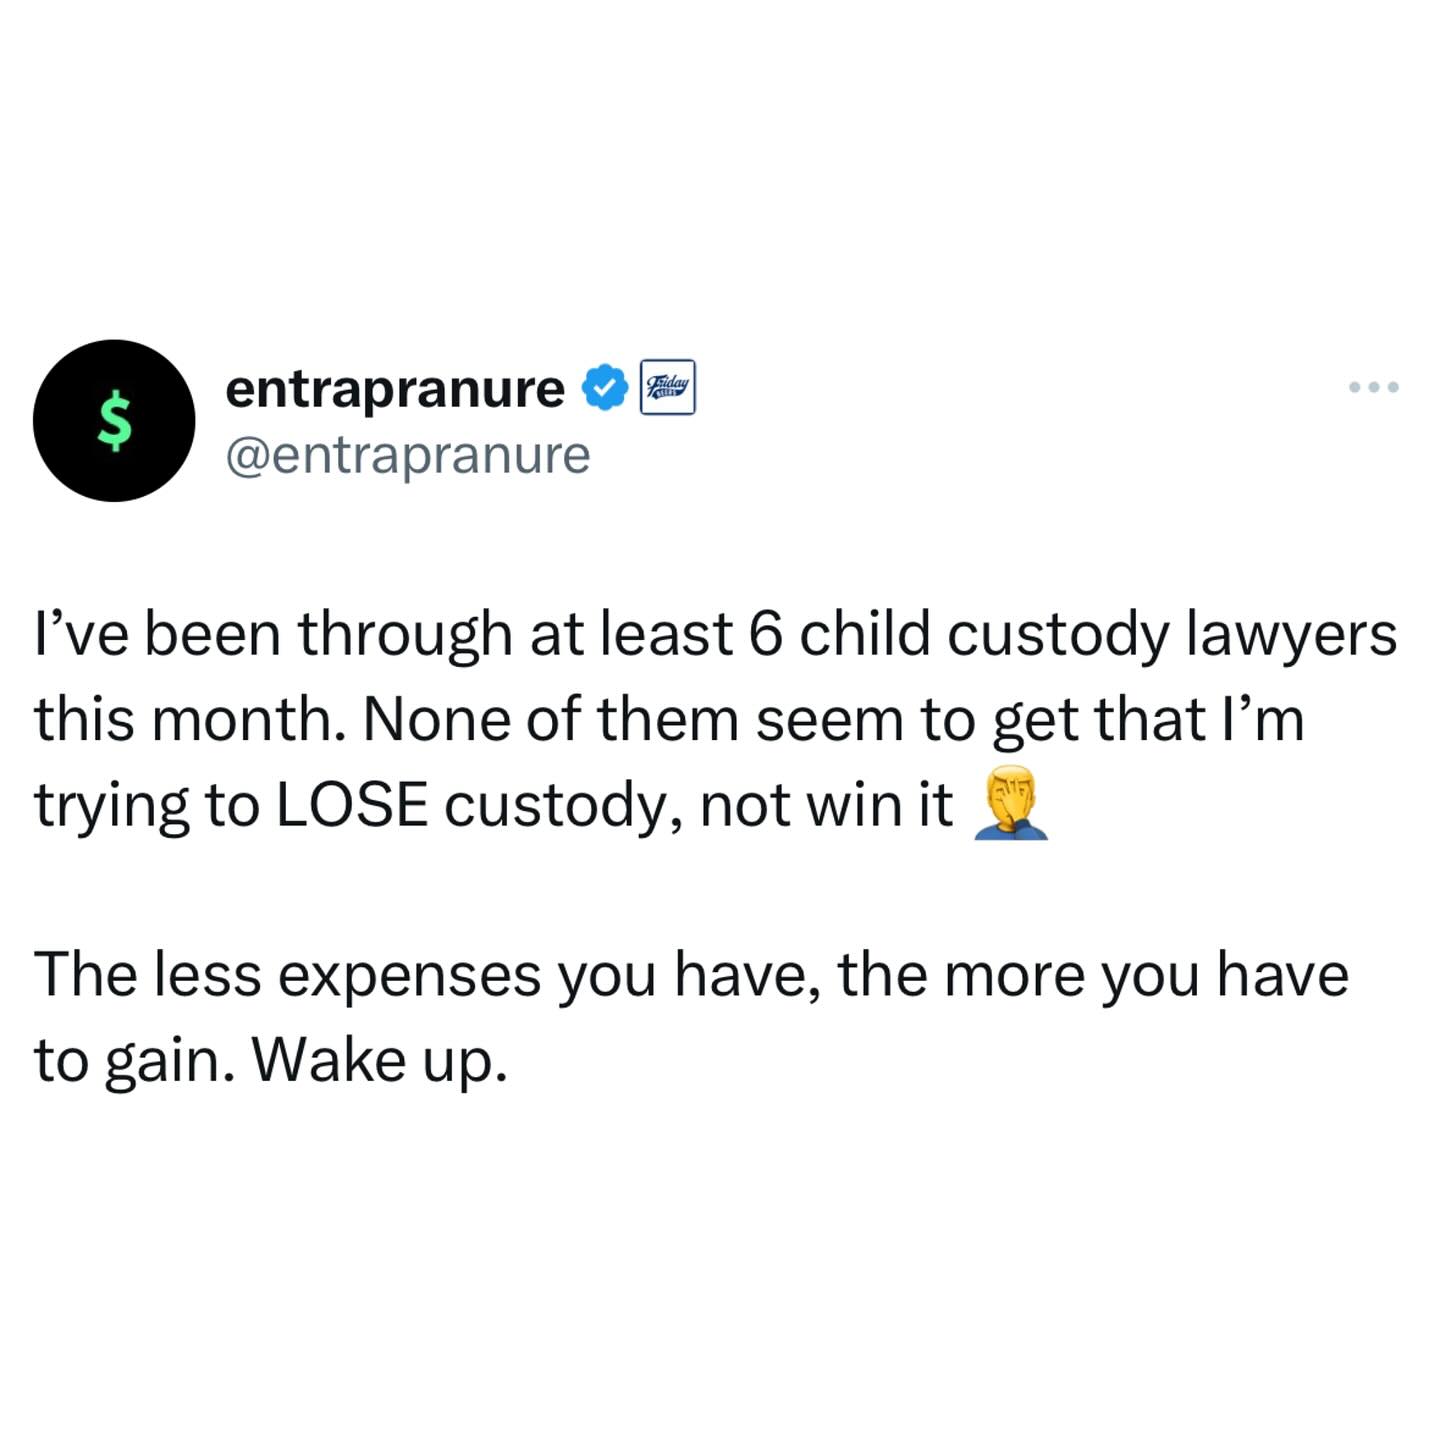 entrapranure
Friday
BEERS
@entrapranure
I’ve been through at least 6 child custody lawyers
this month. None of them seem to get that I’m
trying to LOSE custody, not win it 🤦‍♂️
The less expenses you have, the more you have
to gain. Wake up.